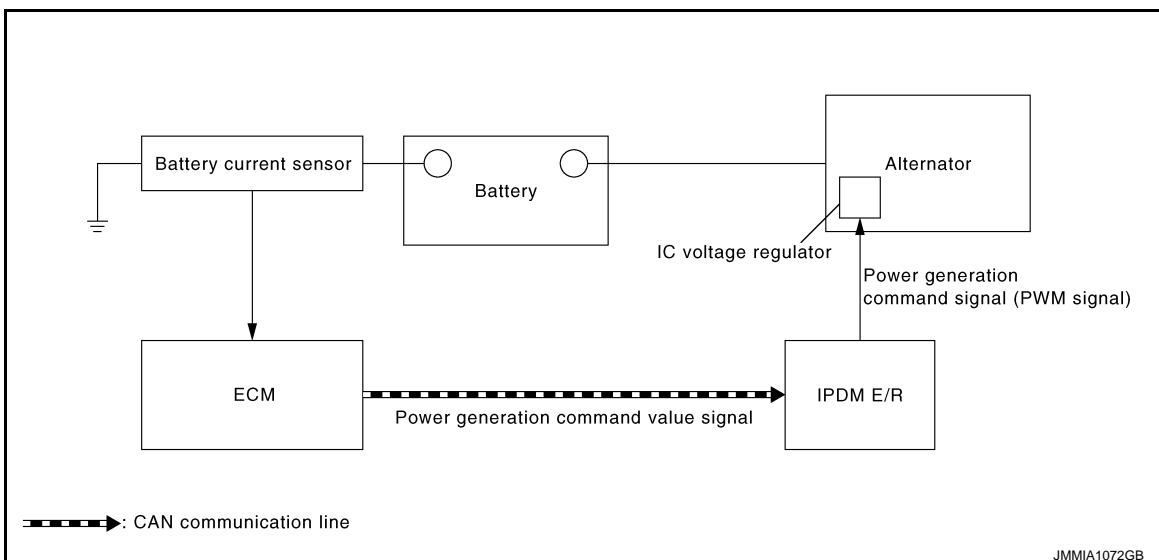 Battery current sensor
Battery
Alternator
IC voltage regulator
Power generation
command signal (PWM signal)
ECM
IPDM E/R
Power generation command value signal
: CAN communication line
JMMIA1072GB